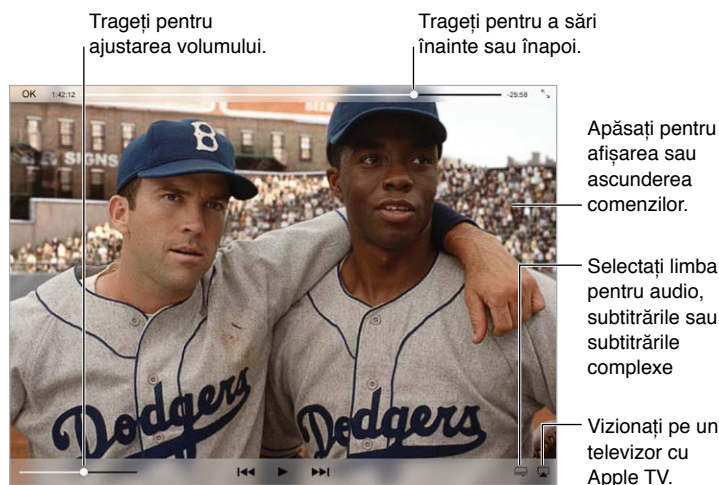 Trageți pentru
ajustarea volumului.
Trageți pentru a sări
înainte sau înapoi.
OK 1:42:12 -25:58
BEER
B
SIGNS
Apăsați pentru
afișarea sau
ascunderea
comenzilor.
Selectați limba
pentru audio,
subtitrările sau
subtitrările
complexe
Dodgers
Dodgers
Vizionați pe un
televizor cu
Apple TV.